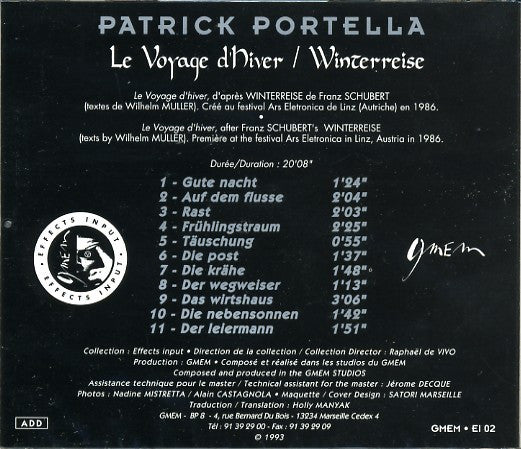 PATRICK PORTELLA
Le Voyage d'hiver / Winterreise
Le Voyage d'hiver, d'après WINTERREISE de Franz SCHUBERT
(textes de Wilhelm MULLER). Créé au festival Ars Eletronica de Linz (Autriche) en 1986.
•
Le Voyage d'hiver, after Franz SCHUBERT's WINTERREISE
(texts by Wilhelm MULLER). Première at the festival Ars Eletronica in Linz, Austria in 1986.
Durée/Duration : 20'08"
1 - Gute nacht 1'24"
2 - Auf dem flusse 2'04"
3 - Rast 2'03"
4 - Frühlingstraum 2'25"
5 - Täuschung 0'55"
6 - Die post 1'37"
7 - Die krähe 1'48"
8 - Der wegweiser 1'13"
9 - Das wirtshaus 3'06"
10 - Die nebensonnen 1'42"
11 - Der leiermann 1'51"
• EFFECTS INPUT • EFFECTS INPUT
gmem
gmem
Collection : Effects input • Direction de la collection / Collection Director : Raphaël de VIVO
Production : GMEM • Composé et réalisé dans les studios du GMEM
Composed and produced in the GMEM STUDIOS
Assistance technique pour le master / Technical assistant for the master : Jérome DECQUE
Photos : Nadine MISTRETTA / Alain CASTAGNOLA • Maquette / Cover Design : SATORI MARSEILLE
Traduction / Translation : Holly MANYAK
GMEM - BP 8 - 4, rue Bernard Du Bois - 13234 Marseille Cedex 4
Tél : 91 39 29 00 - Fax : 91 39 29 09
© 1993
ADD
GMEM • EI 02